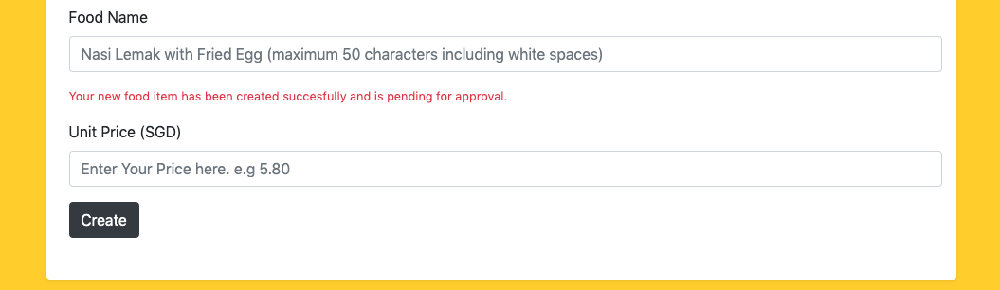 Food Name
Nasi Lemak with Fried Egg (maximum 50 characters including white spaces)
Your new food item has been created succesfully and is pending for approval.
Unit Price (SGD)
Enter Your Price here. e.g 5.80
Create